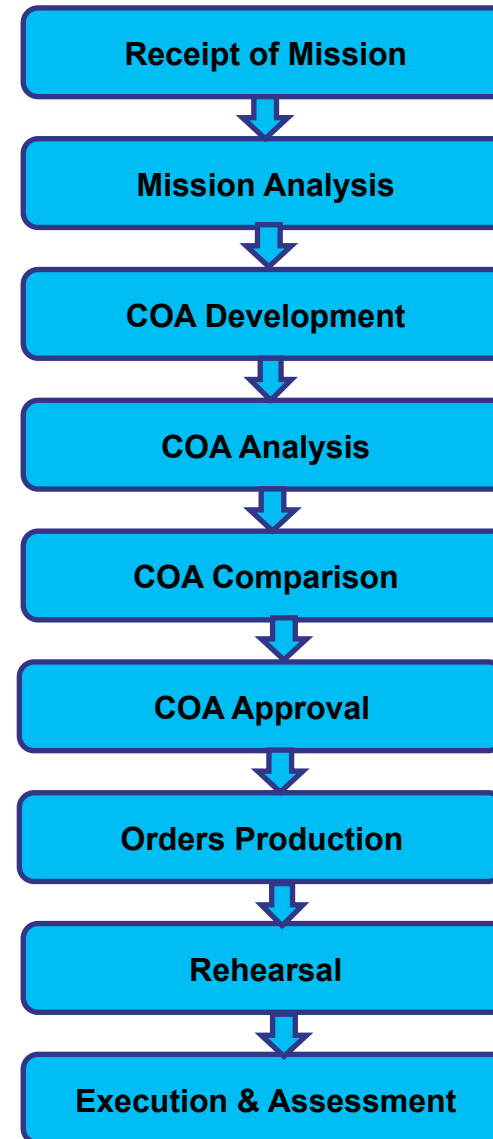 Receipt of Mission
Mission Analysis
COA Development
COA Analysis
COA Comparison
COA Approval
Orders Production
Rehearsal
Execution & Assessment